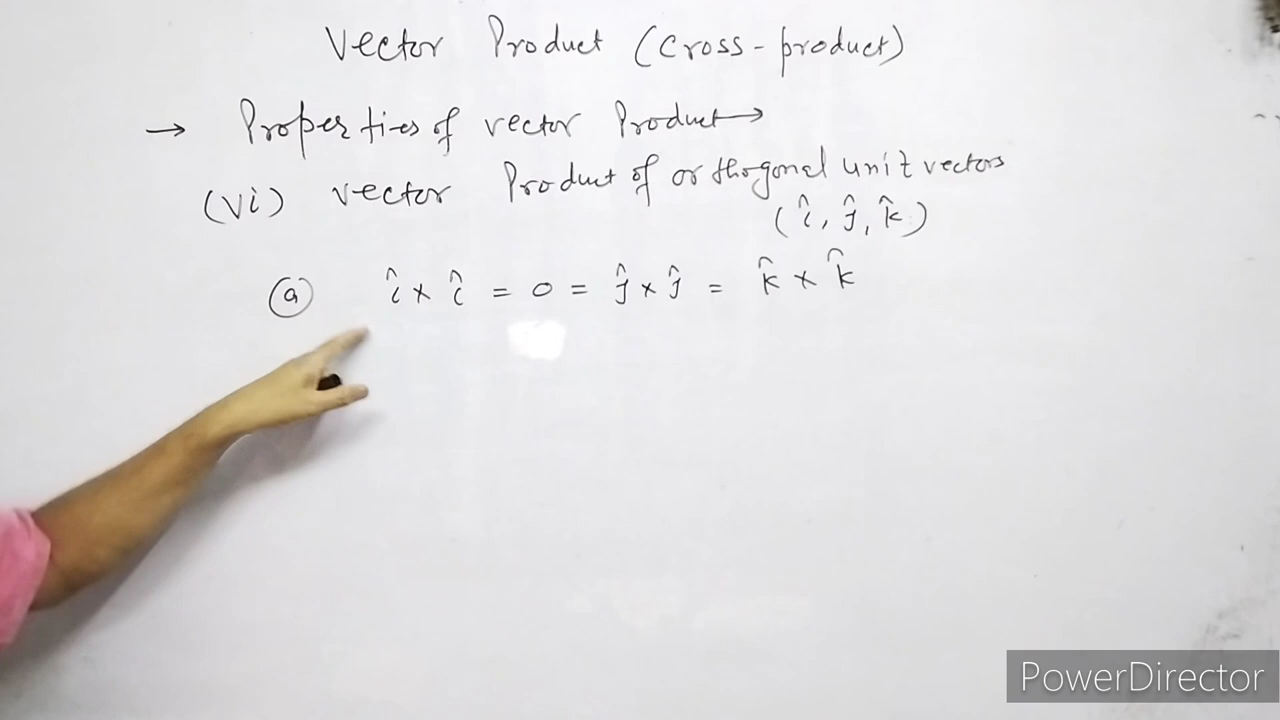 Vector Product (Cross-product)
→ Properties of vector Product →
(vi) vector Product of orthogonal unit vectors
(î, ĵ, k̂)
(a) î × î = 0 = ĵ × ĵ = k̂ × k̂
PowerDirector